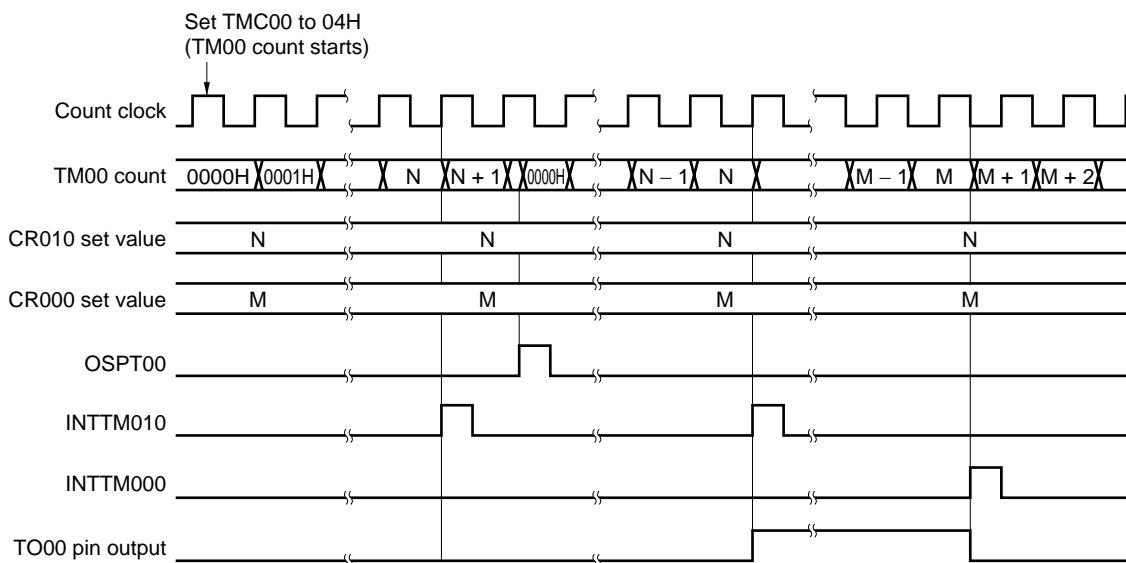 Set TMC00 to 04H
(TM00 count starts)
Count clock
TM00 count 0000H 0001H N N + 1 0000H N − 1 N M − 1 M M + 1 M + 2
CR010 set value N N N N
CR000 set value M M M M
OSPT00
INTTM010
INTTM000
TO00 pin output